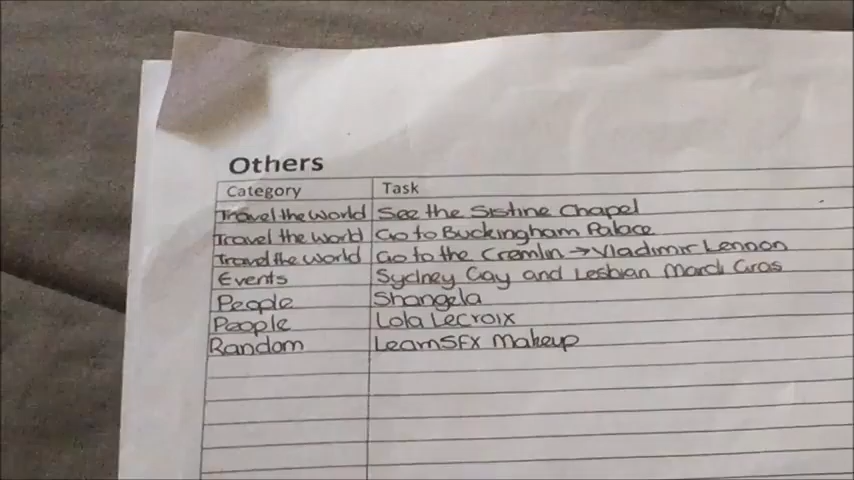 Others
Category Task
Travel the World See the Sistine Chapel
Travel the World Go to Buckingham Palace
Travel the World Go to the Cremlin → Vladimir Lennon
Events Sydney Gay and Lesbian Mardi Gras
People Shangela
People Lola Lecroix
Random Learn SFX Makeup